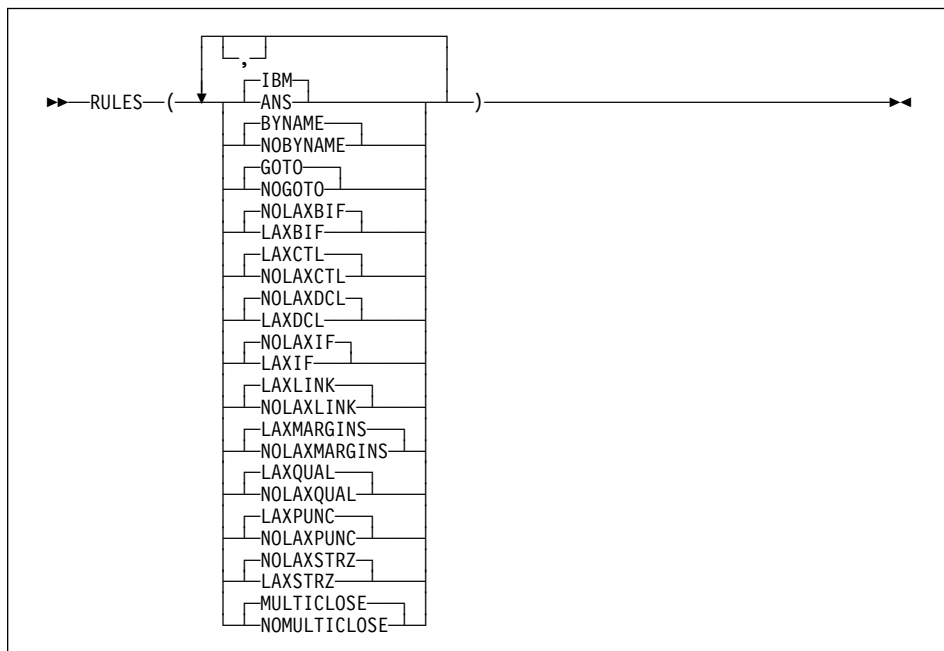 ,
IBM
RULES ( ANS )
BYNAME
NOBYNAME
GOTO
NOGOTO
NOLAXBIF
LAXBIF
LAXCTL
NOLAXCTL
NOLAXDCL
LAXDCL
NOLAXIF
LAXIF
LAXLINK
NOLAXLINK
LAXMARGINS
NOLAXMARGINS
LAXQUAL
NOLAXQUAL
LAXPUNC
NOLAXPUNC
NOLAXSTRZ
LAXSTRZ
MULTICLOSE
NOMULTICLOSE